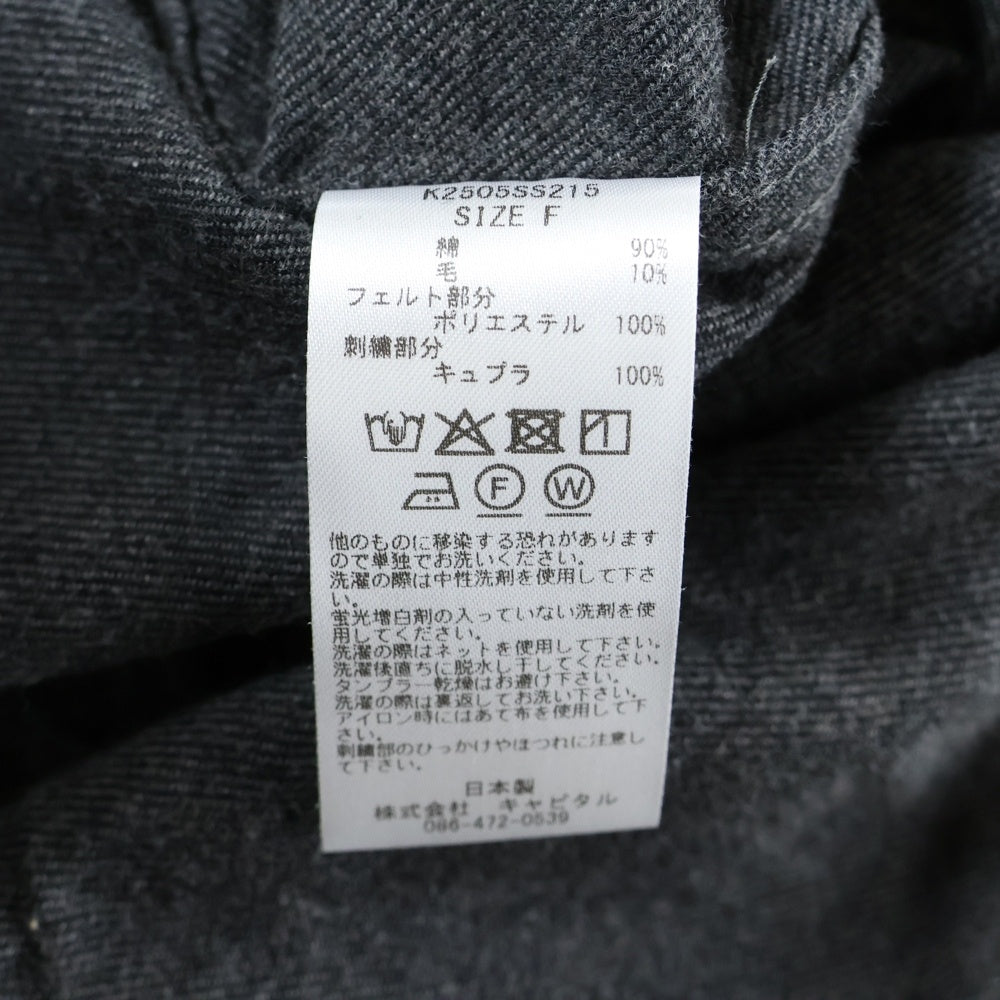 K2505SS215
SIZE F
綿 90%
毛 10%
フェルト部分
ポリエステル 100%
刺繍部分
キュプラ 100%
F W
他のものに移染する恐れがあります
ので単独でお洗いください。
洗濯の際は中性洗剤を使用して下さ
い。
蛍光増白剤の入っていない洗剤を使
用してください。
洗濯の際はネットを使用して下さい。
洗濯後直ちに脱水し干してください。
タンブラー乾燥はお避け下さい。
洗濯の際は裏返してお洗い下さい。
アイロン時にはあて布を使用して下
さい。
刺繍部のひっかけやほつれに注意し
て下さい。
日本製
株式会社 キャピタル
086-472-0539